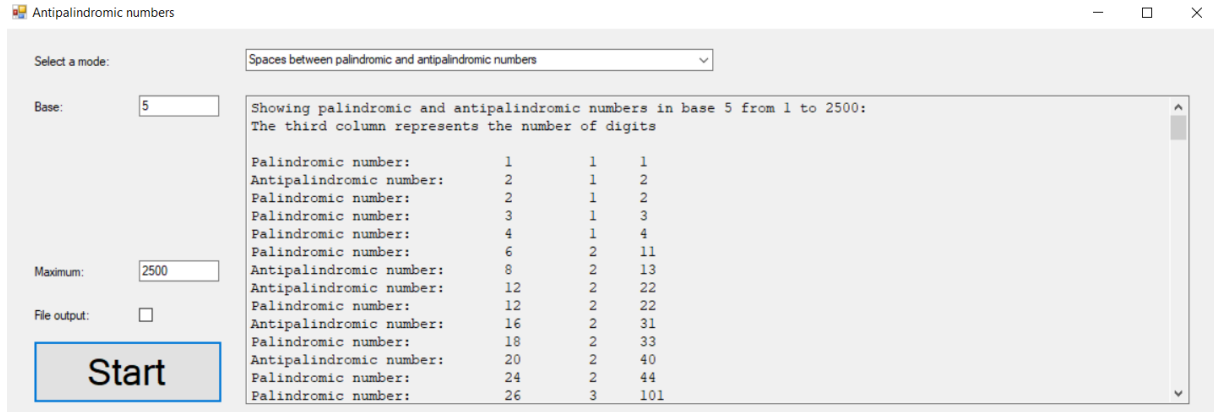 Antipalindromic numbers
Select a mode:
Spaces between palindromic and antipalindromic numbers
Base:
5
Showing palindromic and antipalindromic numbers in base 5 from 1 to 2500:
The third column represents the number of digits
Palindromic number: 1 1 1
Antipalindromic number: 2 1 2
Palindromic number: 2 1 2
Palindromic number: 3 1 3
Palindromic number: 4 1 4
Palindromic number: 6 2 11
Antipalindromic number: 8 2 13
Antipalindromic number: 12 2 22
Palindromic number: 12 2 22
Antipalindromic number: 16 2 31
Palindromic number: 18 2 33
Antipalindromic number: 20 2 40
Palindromic number: 24 2 44
Palindromic number: 26 3 101
Maximum:
2500
File output:
Start